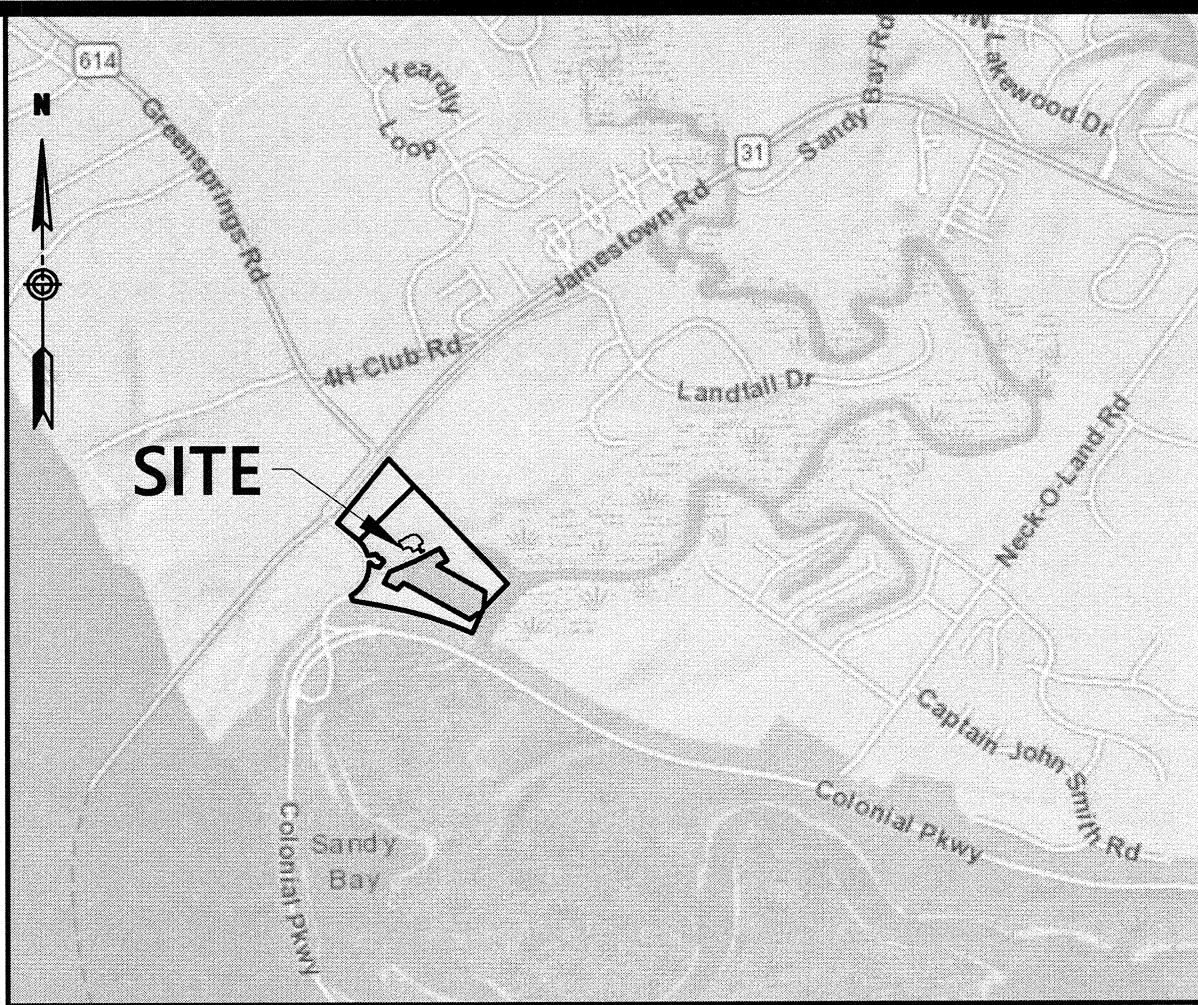 614
N
Greensprings Rd
Yeardly
Loop
31
Jamestown Rd
Sandy Bay Rd
Lakewood Dr
4H Club Rd
Landfall Dr
Neck-O-Land Rd
SITE
Captain John Smith Rd
Colonial Pkwy
Colonial Pkwy
Sandy
Bay